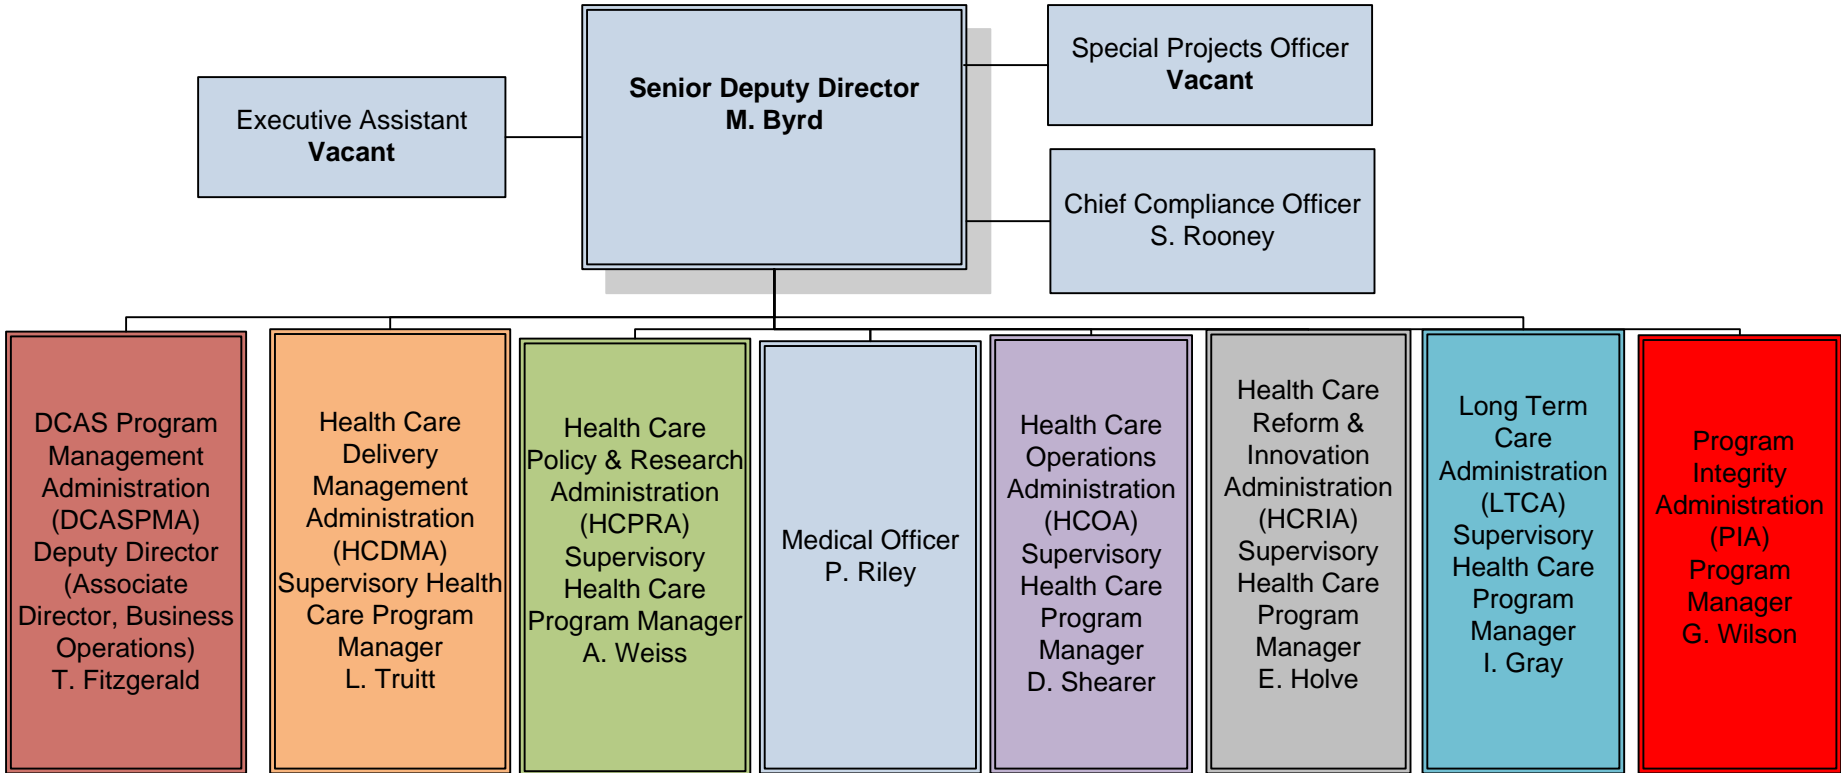 Senior Deputy Director
M. Byrd
Special Projects Officer
Vacant
Executive Assistant
Vacant
Chief Compliance Officer
S. Rooney
DCAS Program
Management
Administration
(DCASPMA)
Deputy Director
(Associate
Director, Business
Operations)
T. Fitzgerald
Health Care
Delivery
Management
Administration
(HCDMA)
Supervisory Health
Care Program
Manager
L. Truitt
Health Care
Policy & Research
Administration
(HCPRA)
Supervisory
Health Care
Program Manager
A. Weiss
Medical Officer
P. Riley
Health Care
Operations
Administration
(HCOA)
Supervisory
Health Care
Program
Manager
D. Shearer
Health Care
Reform &
Innovation
Administration
(HCRIA)
Supervisory
Health Care
Program
Manager
E. Holve
Long Term
Care
Administration
(LTCA)
Supervisory
Health Care
Program
Manager
I. Gray
Program
Integrity
Administration
(PIA)
Program
Manager
G. Wilson